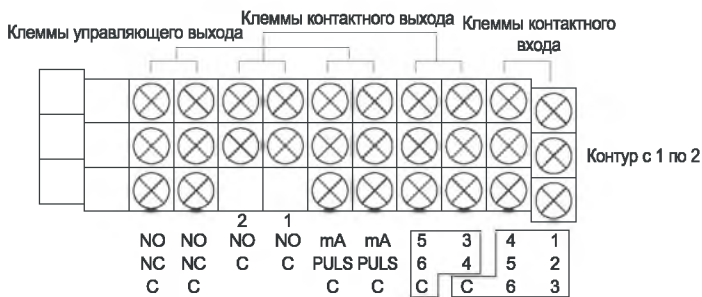 Клеммы управляющего выхода
Клеммы контактного выхода
Клеммы контактного
входа
Контур с 1 по 2
2 1
NO NO NO NO mA mA 5 3 4 1
NC NC C C PULS PULS 6 4 5 2
C C C C C C 6 3